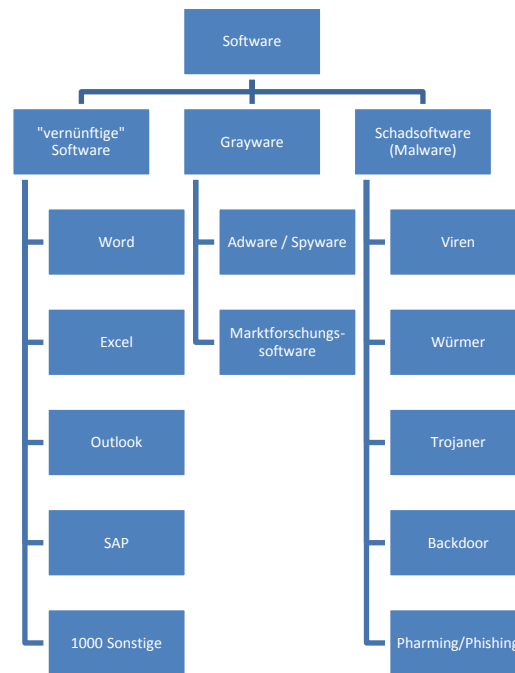 Software
"vernünftige"
Software
Grayware
Schadsoftware
(Malware)
Word
Adware / Spyware
Viren
Excel
Marktforschungs-
software
Würmer
Outlook
Trojaner
SAP
Backdoor
1000 Sonstige
Pharming/Phishing